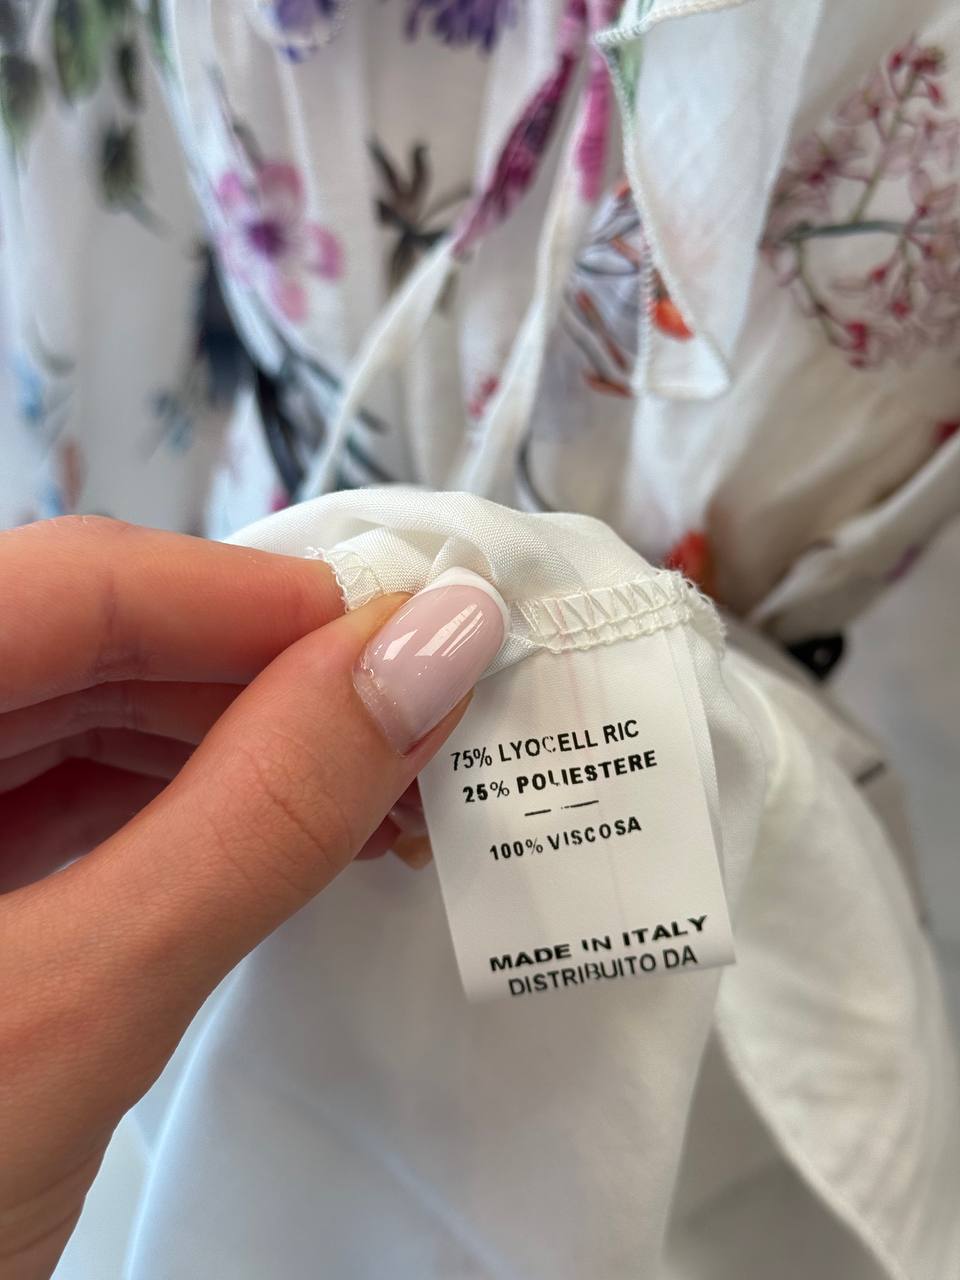 75% LYOCELL RIC
25% POLIESTERE
100% VISCOSA
MADE IN ITALY
DISTRIBUITO DA